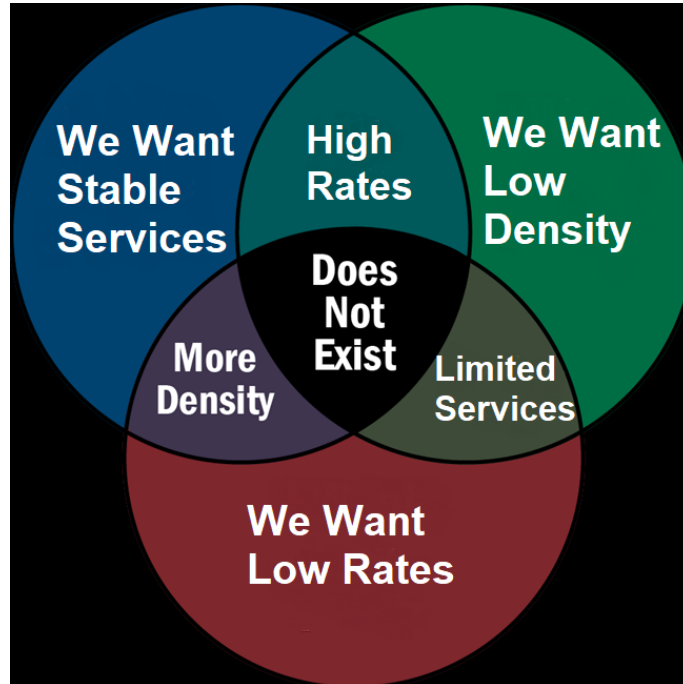 We Want
Stable
Services
High
Rates
We Want
Low
Density
Does
Not
Exist
More
Density
Limited
Services
We Want
Low Rates